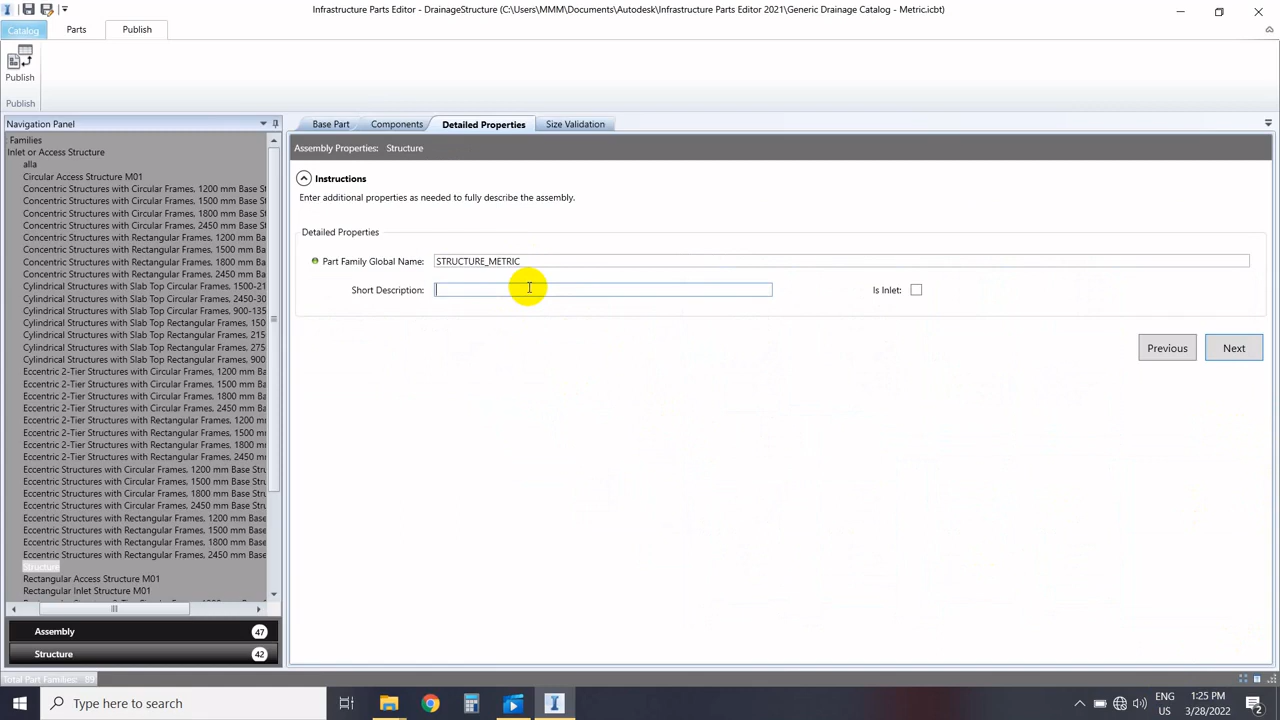 Infrastructure Parts Editor - DrainageStructure (C:\Users\MMM\Documents\Autodesk\Infrastructure Parts Editor 2021\Generic Drainage Catalog - Metric.icbt)
Catalog Parts Publish
Publish
Publish
Navigation Panel
Families
Inlet or Access Structure
alla
Circular Access Structure M01
Concentric Structures with Circular Frames, 1200 mm Base St
Concentric Structures with Circular Frames, 1500 mm Base St
Concentric Structures with Circular Frames, 1800 mm Base St
Concentric Structures with Circular Frames, 2450 mm Base St
Concentric Structures with Rectangular Frames, 1200 mm Bas
Concentric Structures with Rectangular Frames, 1500 mm Bas
Concentric Structures with Rectangular Frames, 1800 mm Bas
Concentric Structures with Rectangular Frames, 2450 mm Bas
Cylindrical Structures with Slab Top Circular Frames, 1500-21
Cylindrical Structures with Slab Top Circular Frames, 2450-30
Cylindrical Structures with Slab Top Circular Frames, 900-135
Cylindrical Structures with Slab Top Rectangular Frames, 150
Cylindrical Structures with Slab Top Rectangular Frames, 215
Cylindrical Structures with Slab Top Rectangular Frames, 275
Cylindrical Structures with Slab Top Rectangular Frames, 900
Eccentric 2-Tier Structures with Circular Frames, 1200 mm Ba
Eccentric 2-Tier Structures with Circular Frames, 1500 mm Ba
Eccentric 2-Tier Structures with Circular Frames, 1800 mm Ba
Eccentric 2-Tier Structures with Circular Frames, 2450 mm Ba
Eccentric 2-Tier Structures with Rectangular Frames, 1200 m
Eccentric 2-Tier Structures with Rectangular Frames, 1500 m
Eccentric 2-Tier Structures with Rectangular Frames, 1800 m
Eccentric 2-Tier Structures with Rectangular Frames, 2450 m
Eccentric Structures with Circular Frames, 1200 mm Base Stru
Eccentric Structures with Circular Frames, 1500 mm Base Stru
Eccentric Structures with Circular Frames, 1800 mm Base Stru
Eccentric Structures with Circular Frames, 2450 mm Base Stru
Eccentric Structures with Rectangular Frames, 1200 mm Base
Eccentric Structures with Rectangular Frames, 1500 mm Base
Eccentric Structures with Rectangular Frames, 1800 mm Base
Eccentric Structures with Rectangular Frames, 2450 mm Base
Structure
Rectangular Access Structure M01
Rectangular Inlet Structure M01
Assembly 47
Structure 42
Total Part Families: 89
Base Part Components Detailed Properties Size Validation
Assembly Properties: Structure
Instructions
Enter additional properties as needed to fully describe the assembly.
Detailed Properties
Part Family Global Name: STRUCTURE_METRIC
Short Description: Is Inlet:
Previous Next
Type here to search
ENG
US
1:25 PM
3/28/2022
2